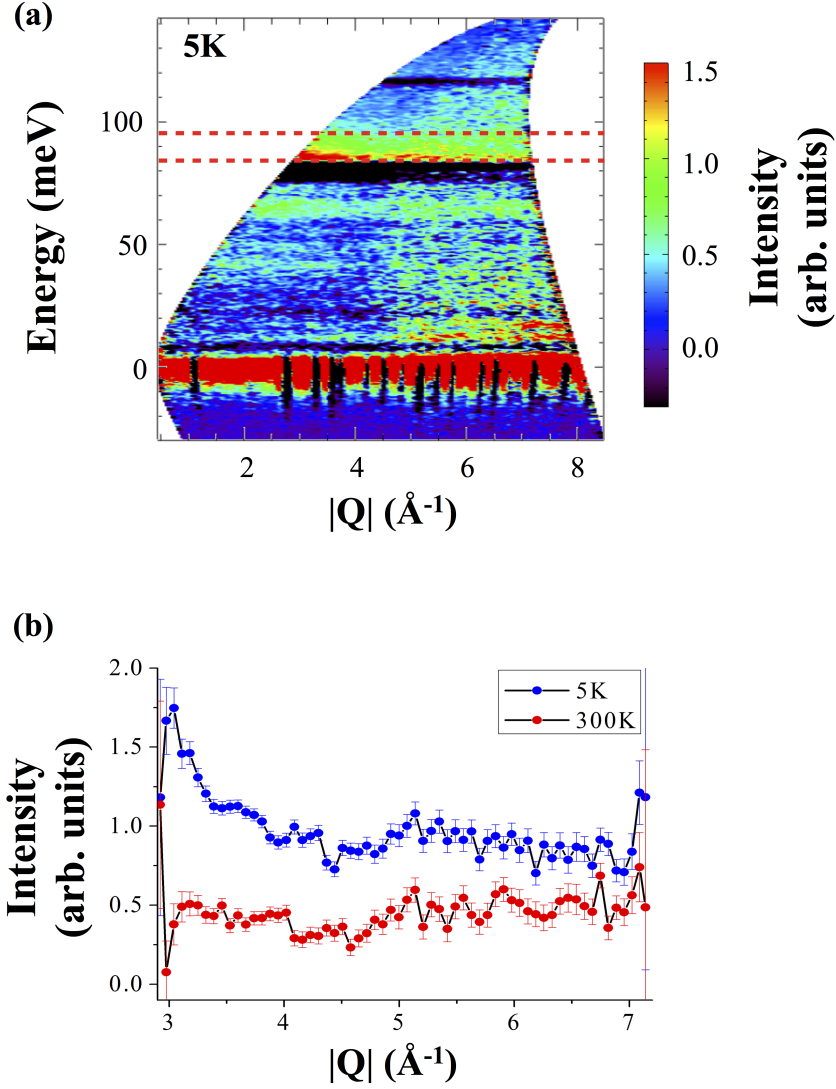 (a)
5K
Energy (meV)
100
50
0
2
4
6
8
|Q| (Å⁻¹)
1.5
1.0
0.5
0.0
Intensity
(arb. units)
(b)
Intensity
(arb. units)
2.0
1.5
1.0
0.5
0.0
5K
300K
3
4
5
6
7
|Q| (Å⁻¹)